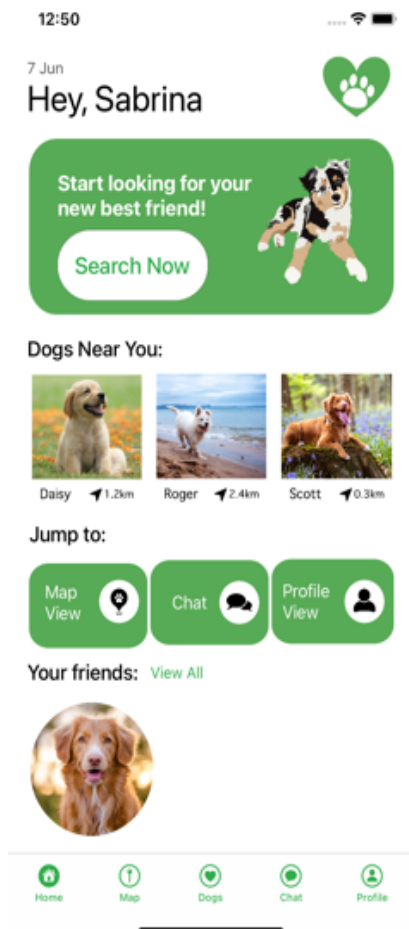 12:50
7 Jun
Hey, Sabrina
Start looking for your
new best friend!
Search Now
Dogs Near You:
Daisy 1.2km Roger 2.4km Scott 0.3km
Jump to:
Map
View
Chat
Profile
View
Your friends: View All
Home Map Dogs Chat Profile